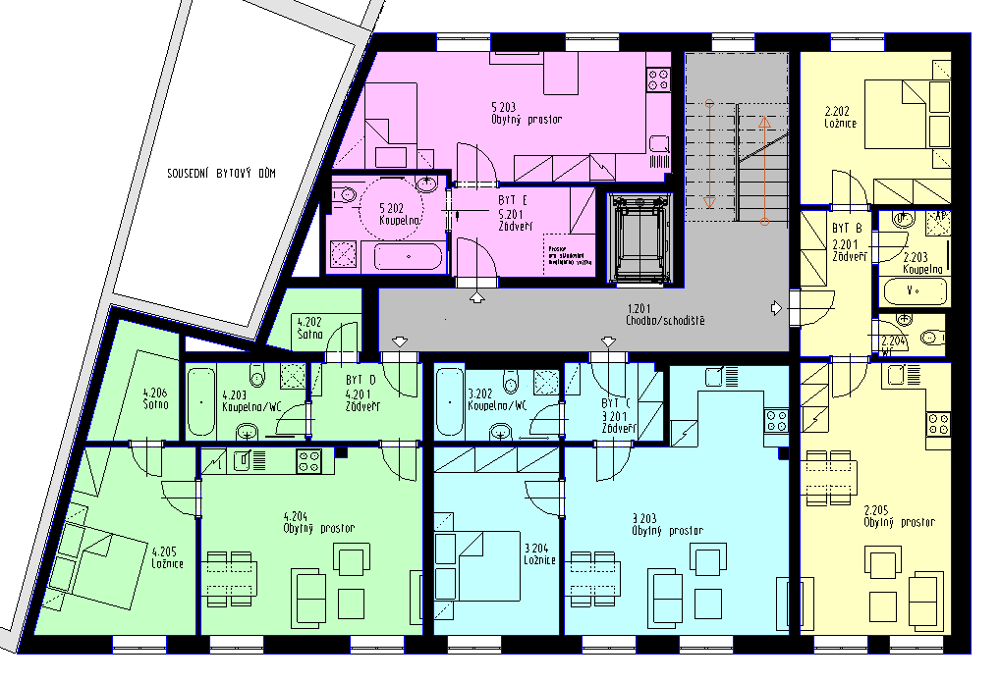 5.203
Obytný prostor
2.202
Ložnice
SOUSEDNÍ BYTOVÝ DŮM
5.202
Koupelna
BYT E
5.201
Zádveří
BYT B
2.201
Zádveří
2.203
Koupelna
1.201
Chodba/schodiště
4.202
Šatna
2.204
WC
4.206
Šatna
4.203
Koupelna/WC
BYT D
4.201
Zádveří
3.202
Koupelna/WC
BYT C
3.201
Zádveří
4.204
Obytný prostor
3.203
Obytný prostor
2.205
Obytný prostor
4.205
Ložnice
3.204
Ložnice